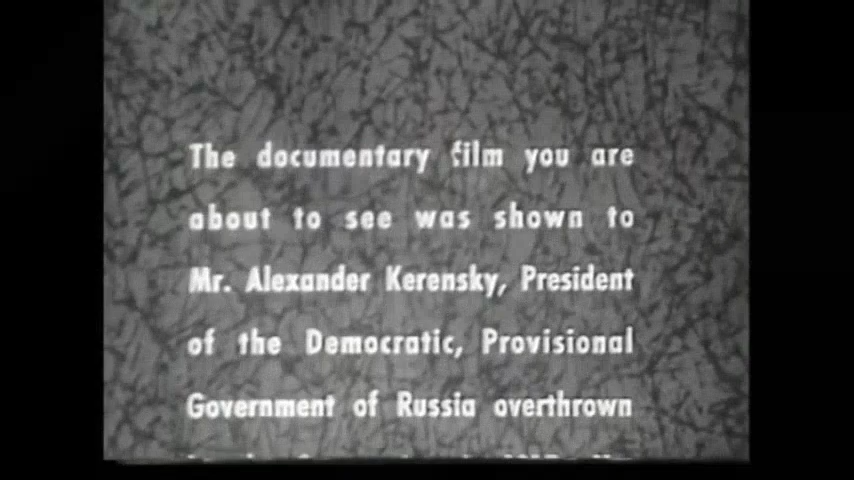 The documentary film you are
about to see was shown to
Mr. Alexander Kerensky, President
of the Democratic, Provisional
Government of Russia overthrown